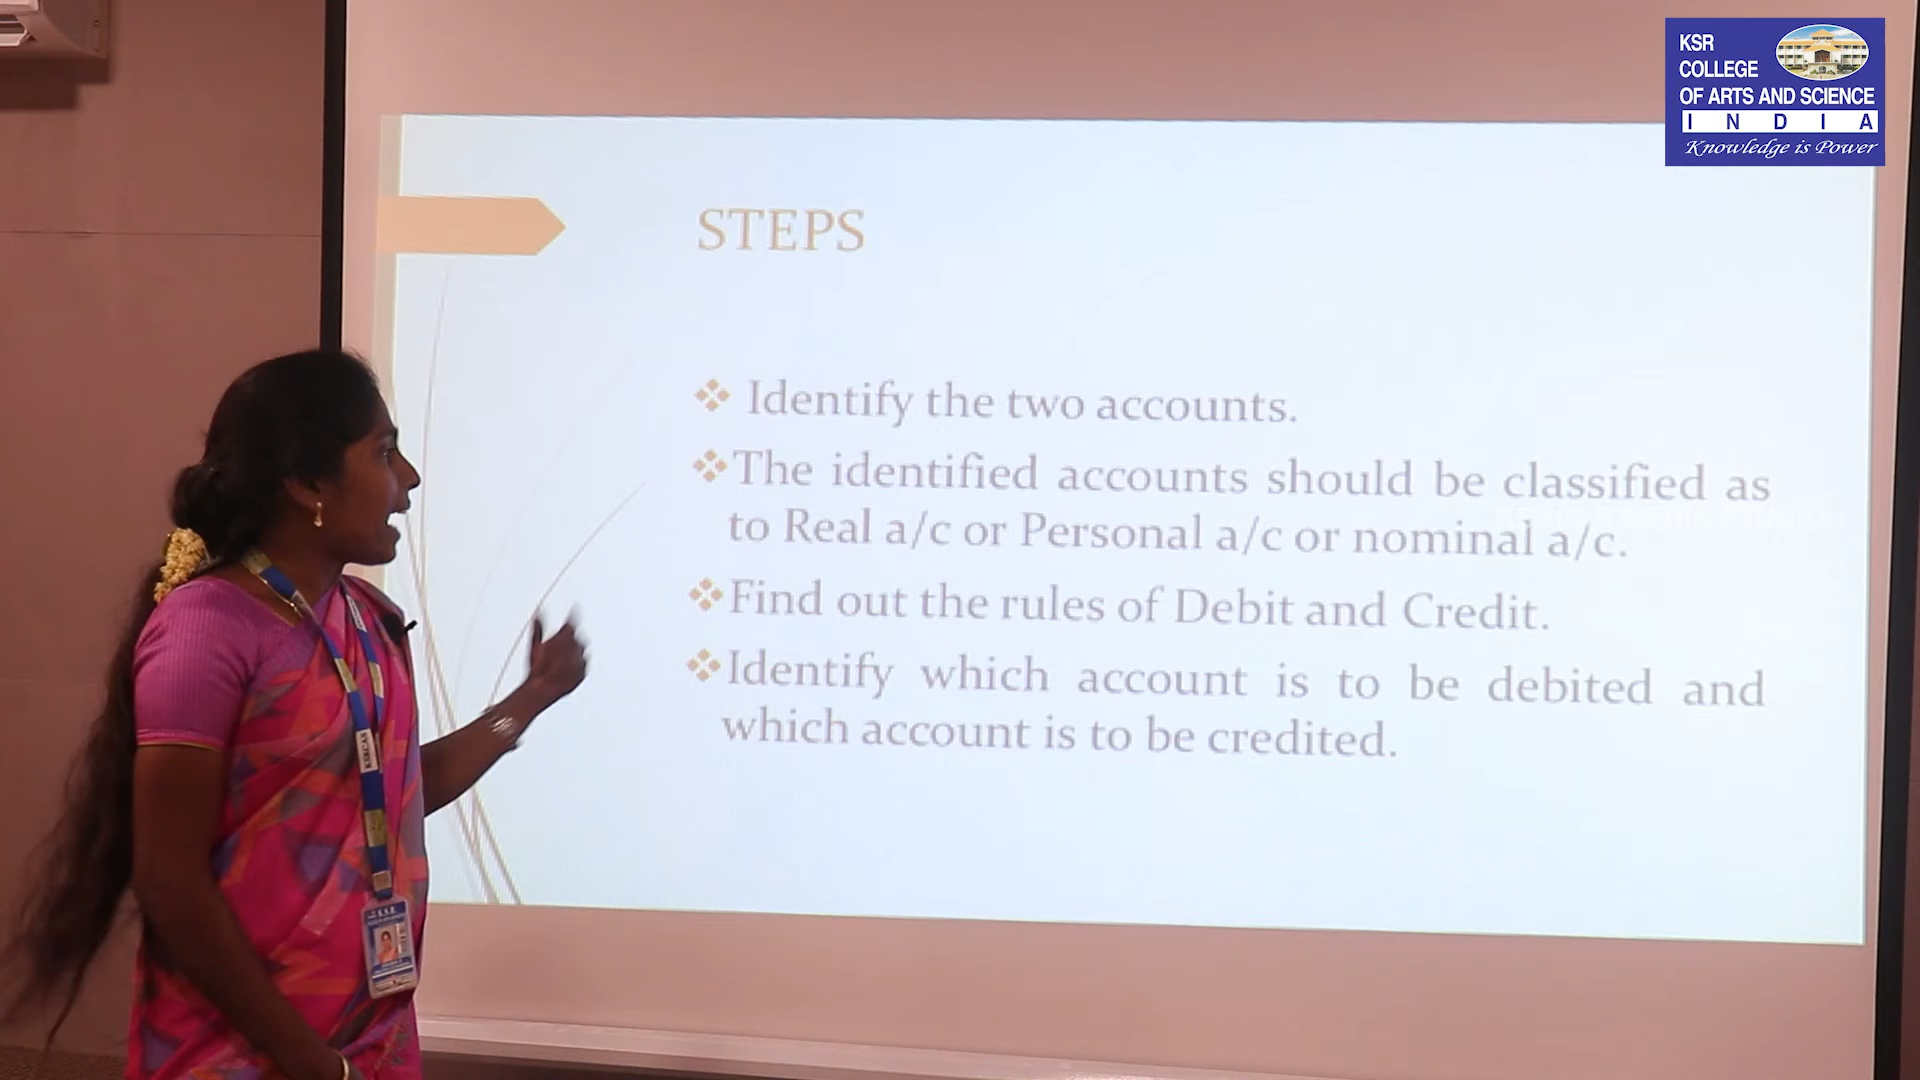 KSR
COLLEGE
OF ARTS AND SCIENCE
INDIA
Knowledge is Power
STEPS
Identify the two accounts.
The identified accounts should be classified as
to Real a/c or Personal a/c or nominal a/c.
Find out the rules of Debit and Credit.
Identify which account is to be debited and
which account is to be credited.
KSRCAS
K.S.R.